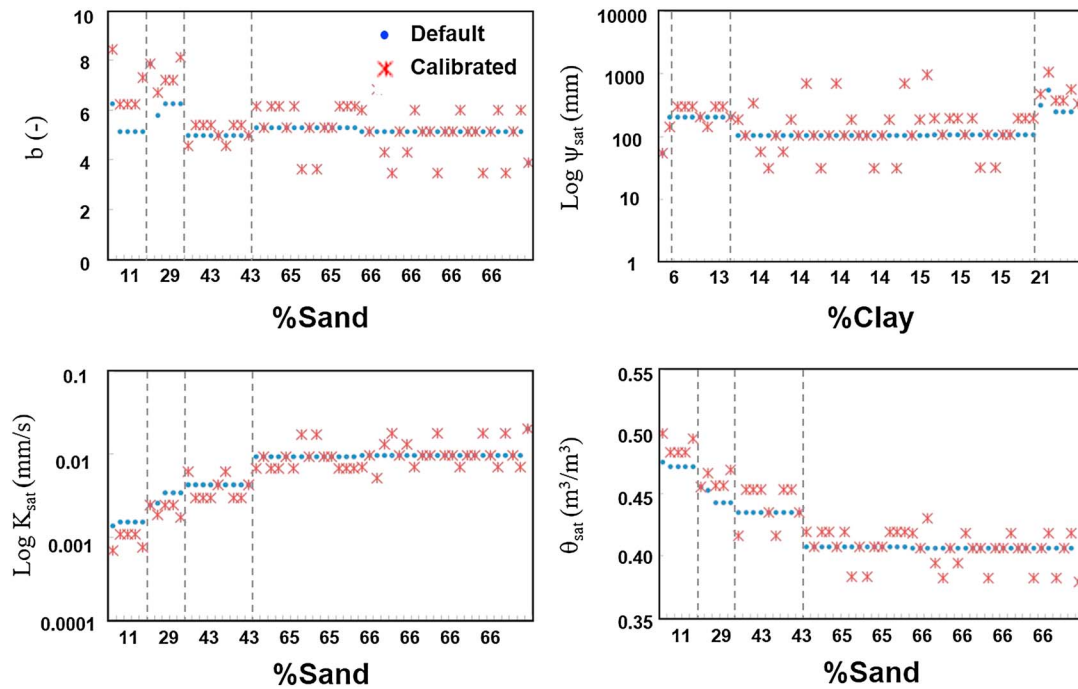 10
8
6
4
2
0
b (-)
Default
Calibrated
11 29 43 43 43 65 65 66 66 66 66
%Sand
10000
1000
100
10
1
Log ψsat (mm)
6 13 14 14 14 14 15 15 15 21
%Clay
0.1
0.01
0.001
0.0001
Log Ksat (mm/s)
11 29 43 43 43 65 65 66 66 66 66
%Sand
0.55
0.50
0.45
0.40
0.35
θsat (m³/m³)
11 29 43 43 65 65 66 66 66 66
%Sand